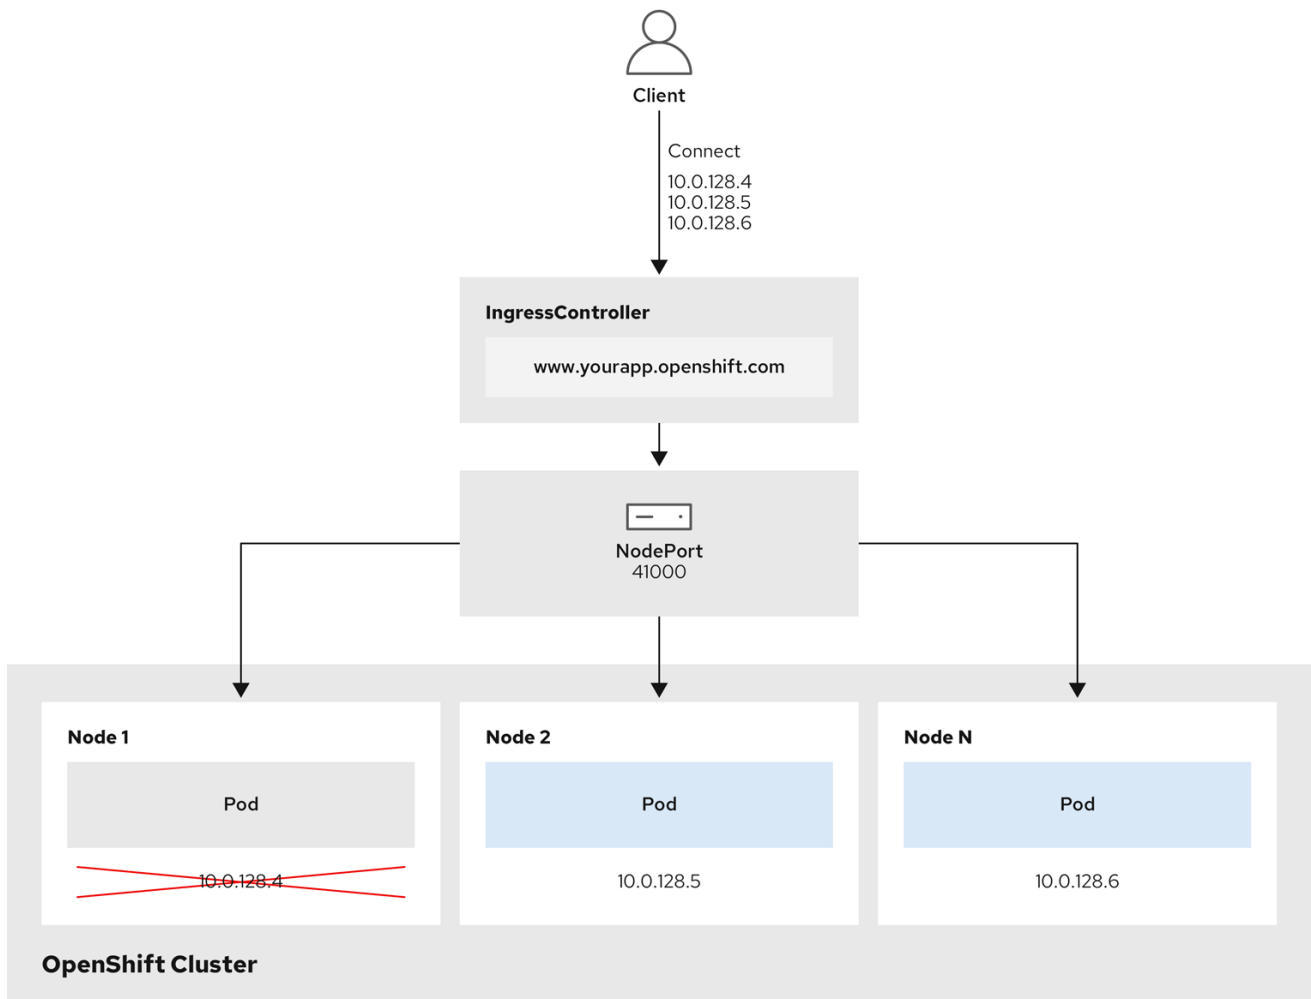 Client
Connect
10.0.128.4
10.0.128.5
10.0.128.6
IngressController
www.yourapp.openshift.com
NodePort
41000
Node 1
Pod
10.0.128.4
Node 2
Pod
10.0.128.5
Node N
Pod
10.0.128.6
OpenShift Cluster